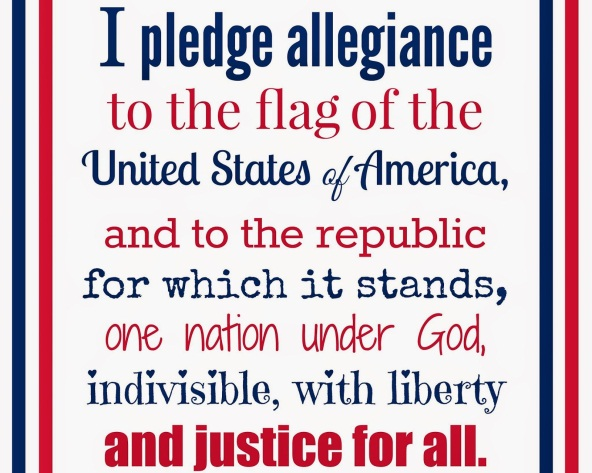 I pledge allegiance
to the flag of the
United States of America,
and to the republic
for which it stands,
one nation under God,
indivisible, with liberty
and justice for all.